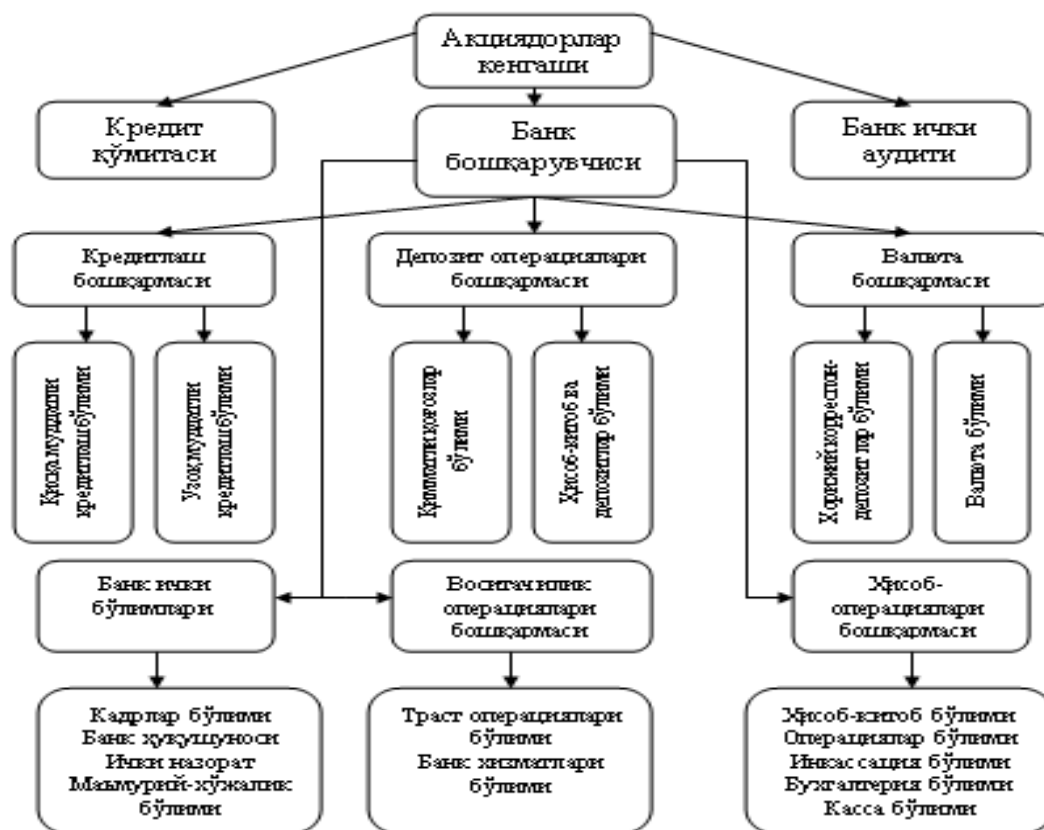 Акциядорлар
кенгаши
Кредит
қўмитаси
Банк
бошқарувчиси
Банк ички
аудити
Кредитлаш
бошқармаси
Депозит операциялари
бошқармаси
Валюта
бошқармаси
Қисқа муддатли
кредитлаш бўлими
Узоқ муддатли
кредитлаш бўлими
Қимматли қоғозлар
бўлими
Ҳисоб-китоб ва
депозитлар бўлими
Хорижий корреспон-
депозитлар бўлими
Валюта бўлими
Банк ички
бўлимлари
Воситачилик
операциялари
бошқармаси
Ҳисоб-
операциялари
бошқармаси
Кадрлар бўлими
Банк ҳуқуқшуноси
Ички назорат
Маъмурий-хўжалик
бўлими
Траст операциялари
бўлими
Банк хизматлари
бўлими
Ҳисоб-китоб бўлими
Операциялар бўлими
Инкассация бўлими
Бухгалтерия бўлими
Касса бўлими